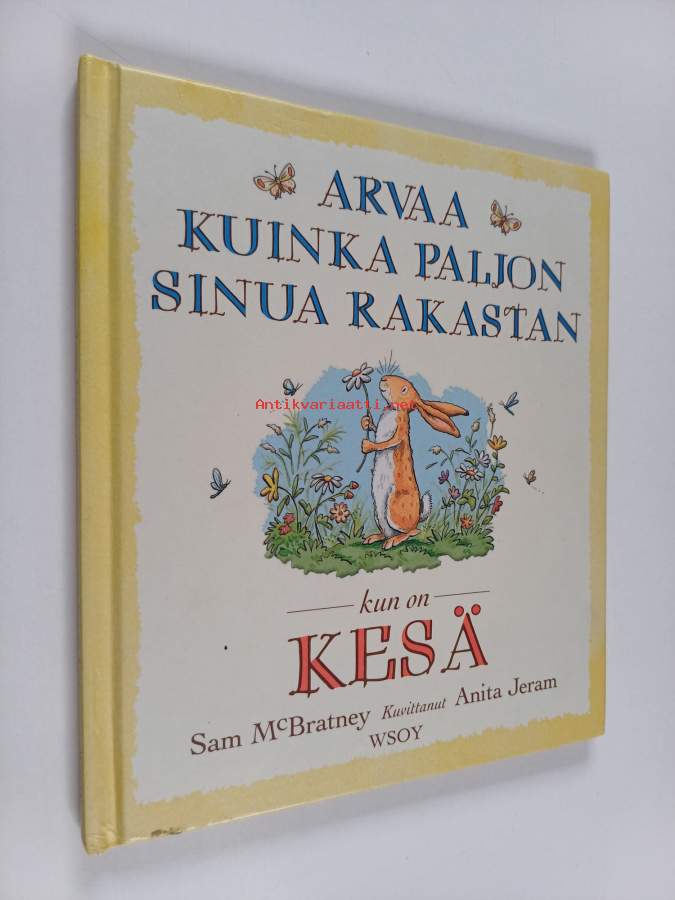 ARVAA
KUINKA PALJON
SINUA RAKASTAN
Antikvariaatti.net
kun on
KESÄ
Sam McBratney Kuvittanut Anita Jeram
WSOY